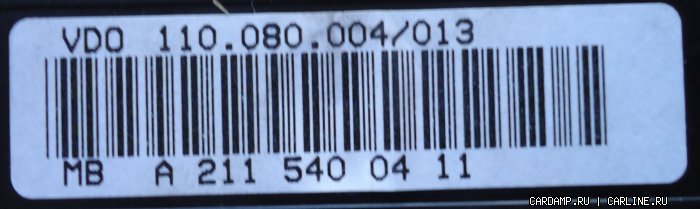 VDO 110.080.004/013
MB A 211 540 04 11
CARDAMP.RU | CARLINE.RU